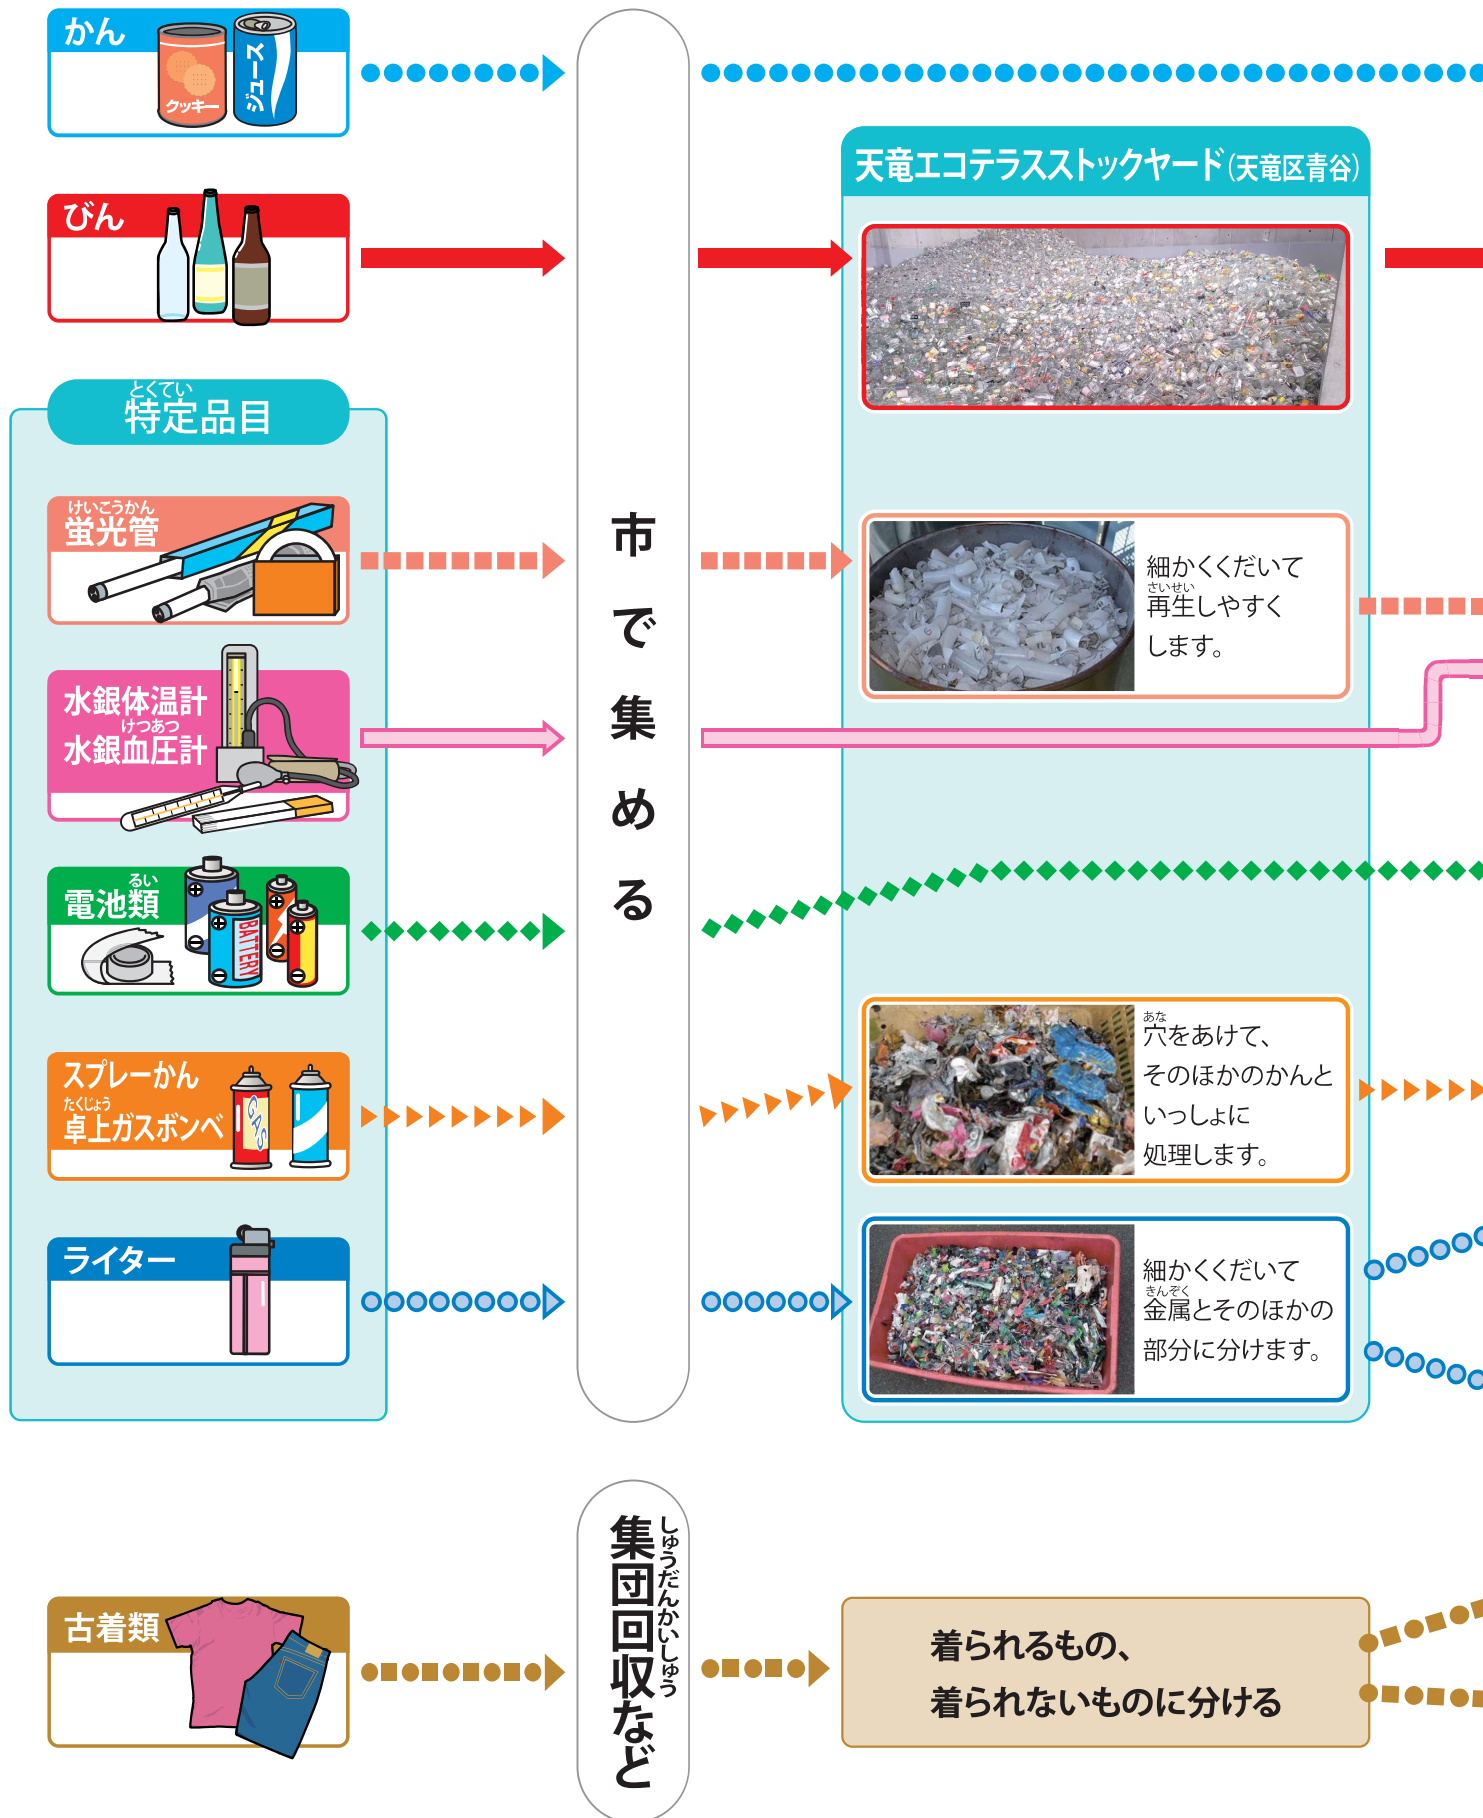 かん
クッキー
ジュース
びん
とくてい
特定品目
けいこうかん
蛍光管
水銀体温計
けつあつ
水銀血圧計
るい
電池類
BATTERY
スプレーかん
たくじょう
卓上ガスボンベ
GAS
ライター
古着類
市で集める
しゅうだんかいしゅう
集団回収など
天竜エコテラスストックヤード(天竜区青谷)
細かくくだいて
さいせい
再生しやすく
します。
あな
穴をあけて、
そのほかのかんと
いっしょに
処理します。
細かくくだいて
きんぞく
金属とそのほかの
部分に分けます。
着られるもの、
着られないものに分ける